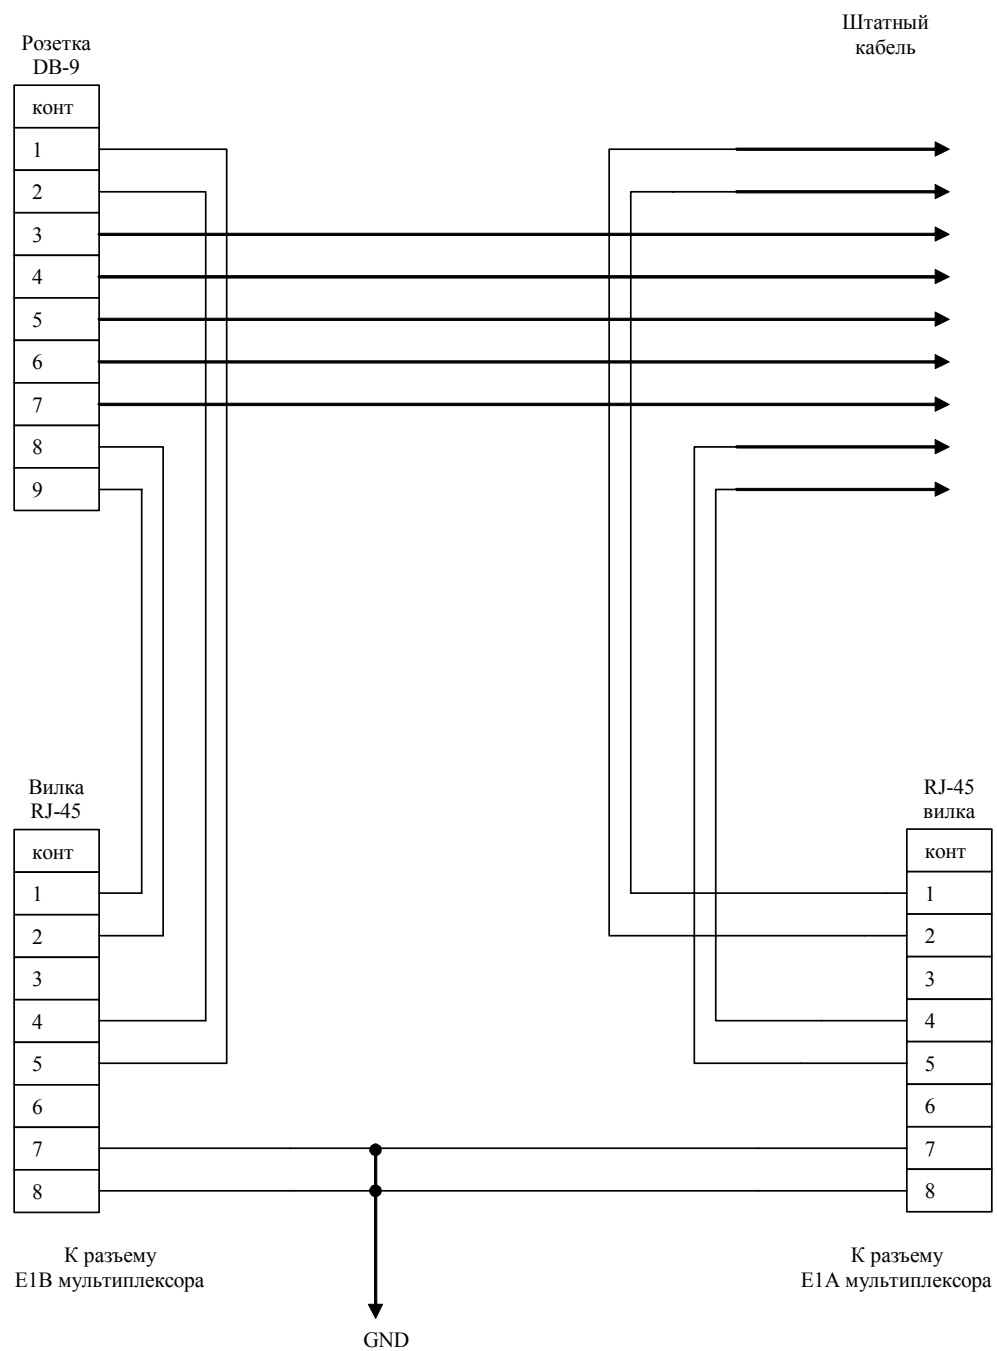 Штатный
кабель
Розетка
DB-9
конт
1
2
3
4
5
6
7
8
9
Вилка
RJ-45
конт
1
2
3
4
5
6
7
8
RJ-45
вилка
конт
1
2
3
4
5
6
7
8
К разъему
E1B мультиплексора
К разъему
E1A мультиплексора
GND